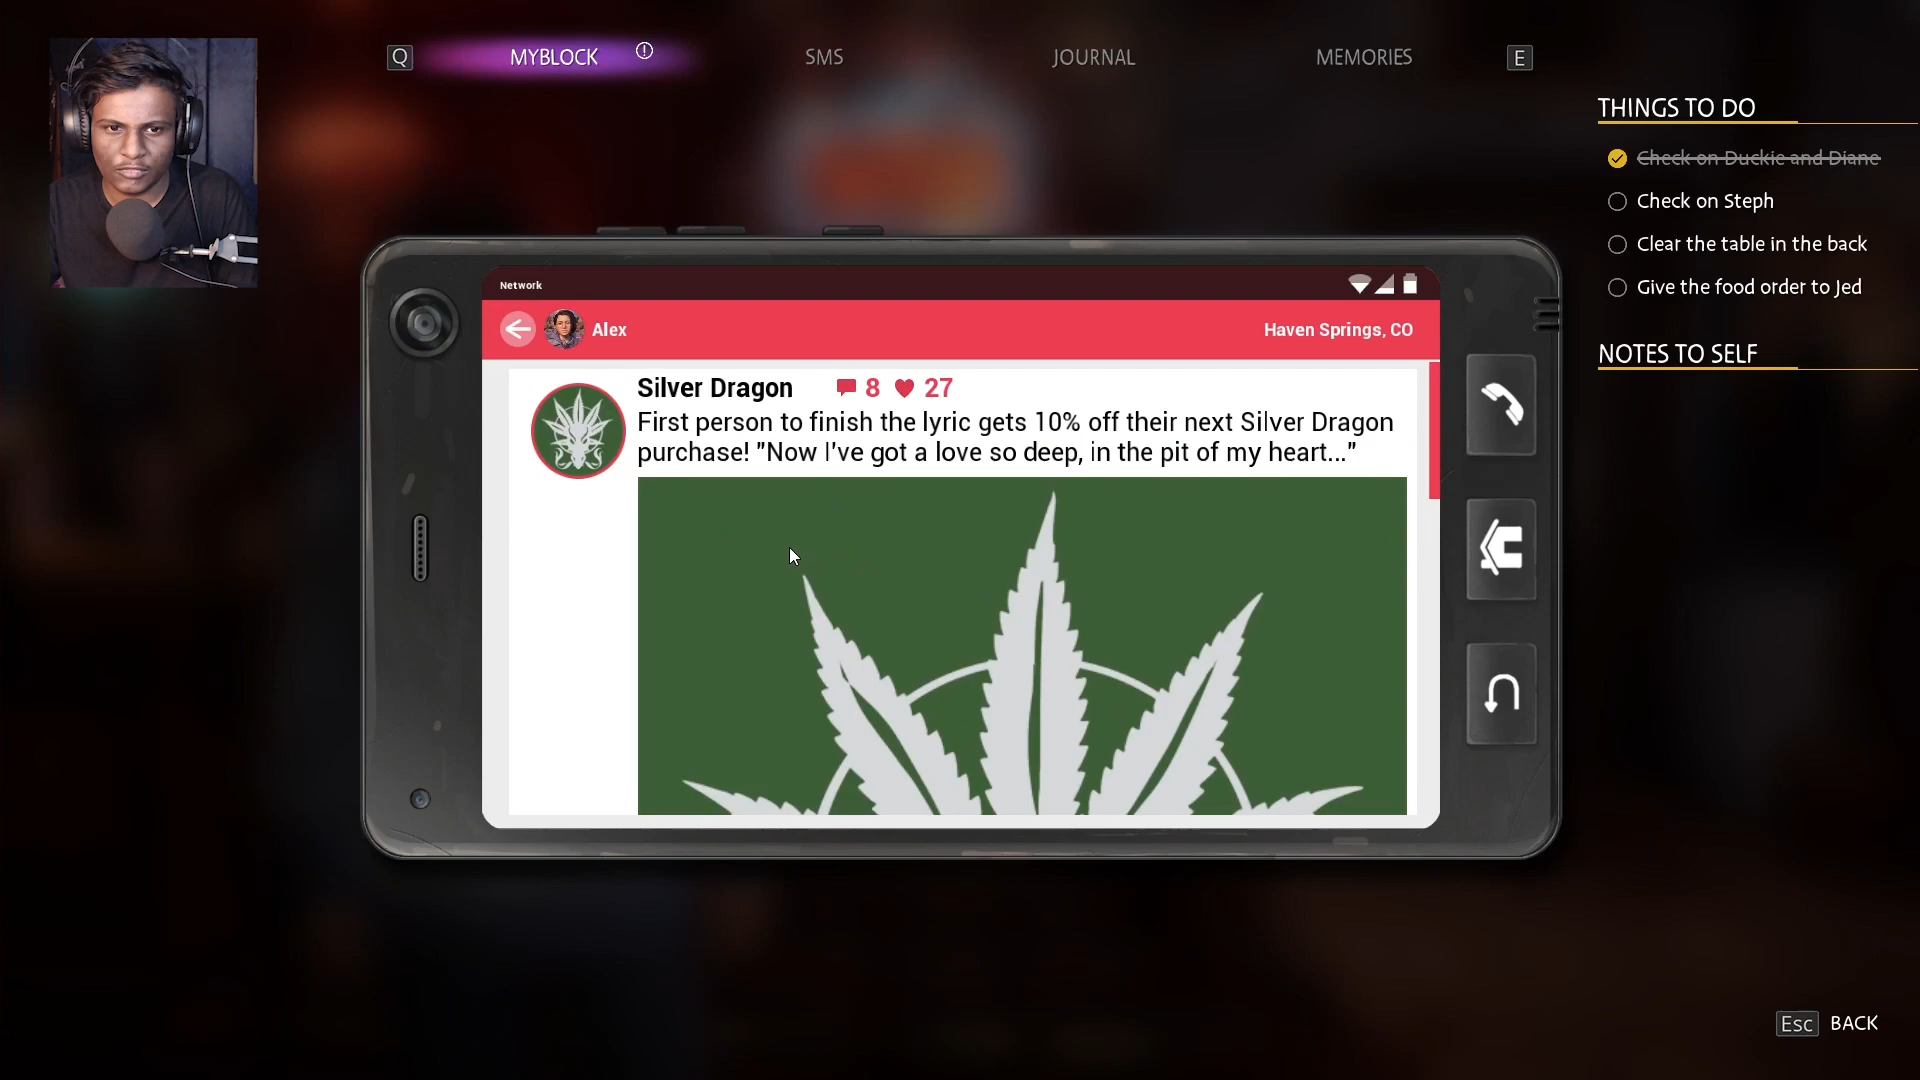 Q MYBLOCK SMS JOURNAL MEMORIES E
THINGS TO DO
Check on Duckie and Diane
Check on Steph
Clear the table in the back
Give the food order to Jed
NOTES TO SELF
Network
Alex Haven Springs, CO
Silver Dragon 8 27
First person to finish the lyric gets 10% off their next Silver Dragon
purchase! "Now I've got a love so deep, in the pit of my heart..."
Esc BACK